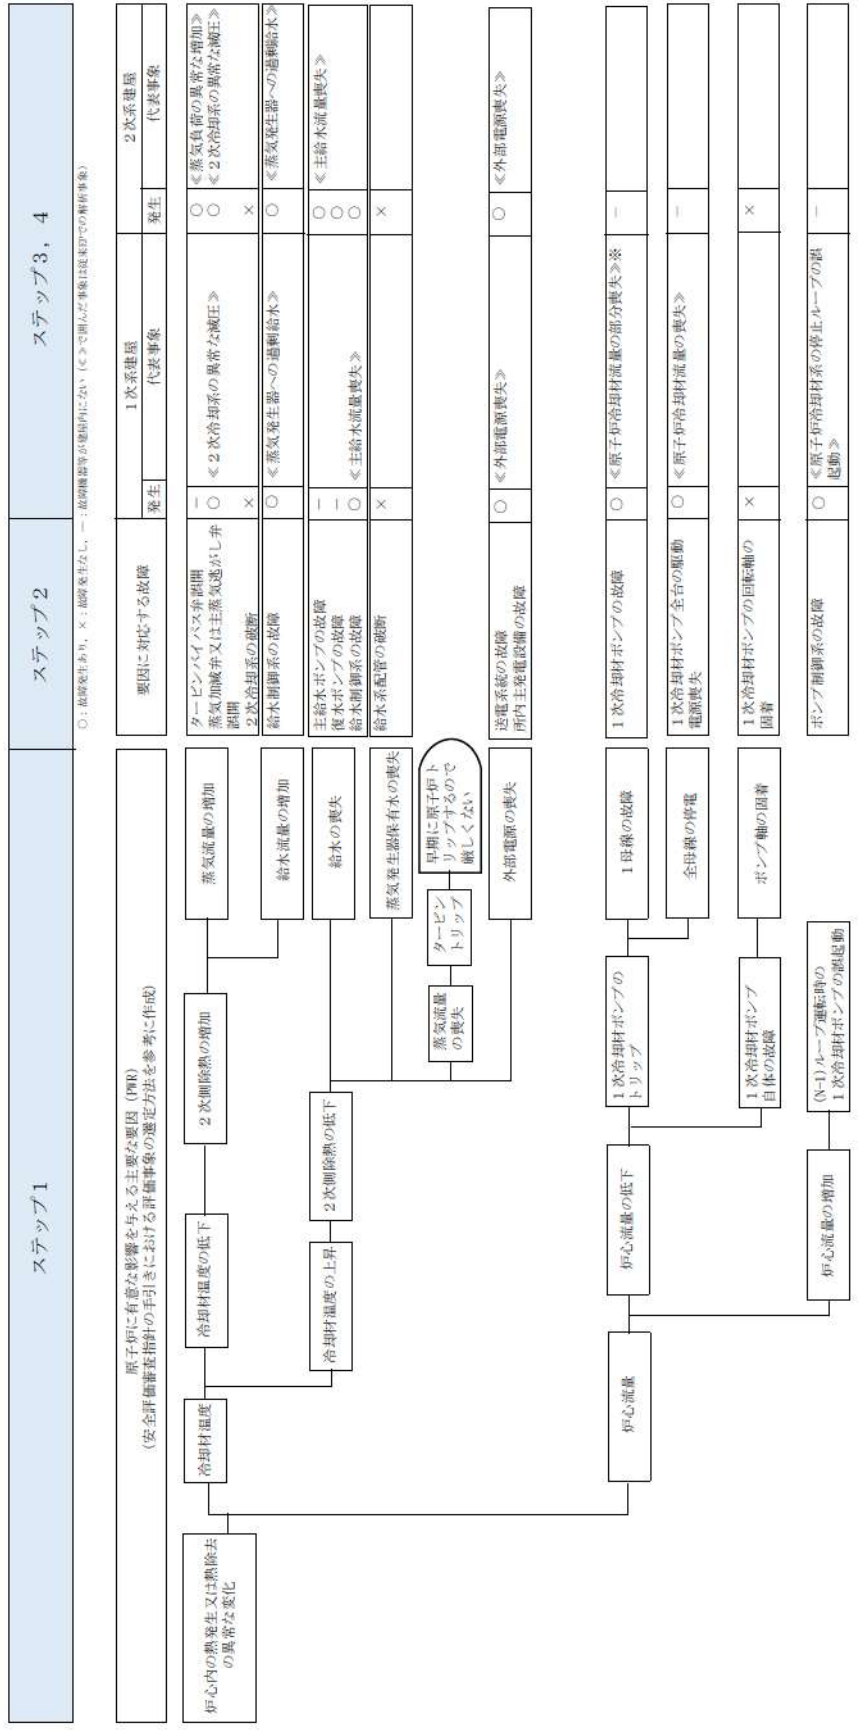 ステップ1
ステップ2
ステップ3，4
○：故障発生あり，×：故障発生なし，－：故障機器等が建屋内にない（≪≫で囲んだ事象は従来DBでの解析事象）
原子炉に有意な影響を与える主要な要因（PWR）
（安全評価審査指針の手引きにおける評価事象の選定方法を参考に作成）
要因に対応する故障
1次系建屋
発生
代表事象
2次系建屋
発生
代表事象
炉心内の熱発生又は熱除去
の異常な変化
冷却材温度
冷却材温度の低下
2次側除熱の増加
蒸気流量の増加
タービンバイパス弁誤開
蒸気加減弁又は主蒸気逃がし弁
誤開
2次冷却系の破断
－
○
×
≪2次冷却系の異常な減圧≫
○
○
×
≪蒸気負荷の異常な増加≫
≪2次冷却系の異常な減圧≫
給水流量の増加
給水制御系の故障
○
≪蒸気発生器への過剰給水≫
○
≪蒸気発生器への過剰給水≫
冷却材温度の上昇
2次側除熱の低下
給水の喪失
主給水ポンプの故障
復水ポンプの故障
給水制御系の故障
－
－
○
≪主給水流量喪失≫
○
○
○
≪主給水流量喪失≫
蒸気発生器保有水の喪失
給水系配管の破断
×
×
蒸気流量
の喪失
タービン
トリップ
早期に原子炉ト
リップするので
厳しくない
外部電源の喪失
送電系統の故障
所内主発電設備の故障
○
≪外部電源喪失≫
○
≪外部電源喪失≫
炉心流量
炉心流量の低下
1次冷却材ポンプの
トリップ
1母線の故障
1次冷却材ポンプの故障
○
≪原子炉冷却材流量の部分喪失≫※
－
全母線の停電
1次冷却材ポンプ全台の駆動
電源喪失
○
≪原子炉冷却材流量の喪失≫
－
1次冷却材ポンプ
自体の故障
ポンプ軸の固着
1次冷却材ポンプの回転軸の
固着
×
×
炉心流量の増加
(N-1)ループ運転時の
1次冷却材ポンプの誤起動
ポンプ制御系の故障
○
≪原子炉冷却材系の停止ループの誤
起動≫
－